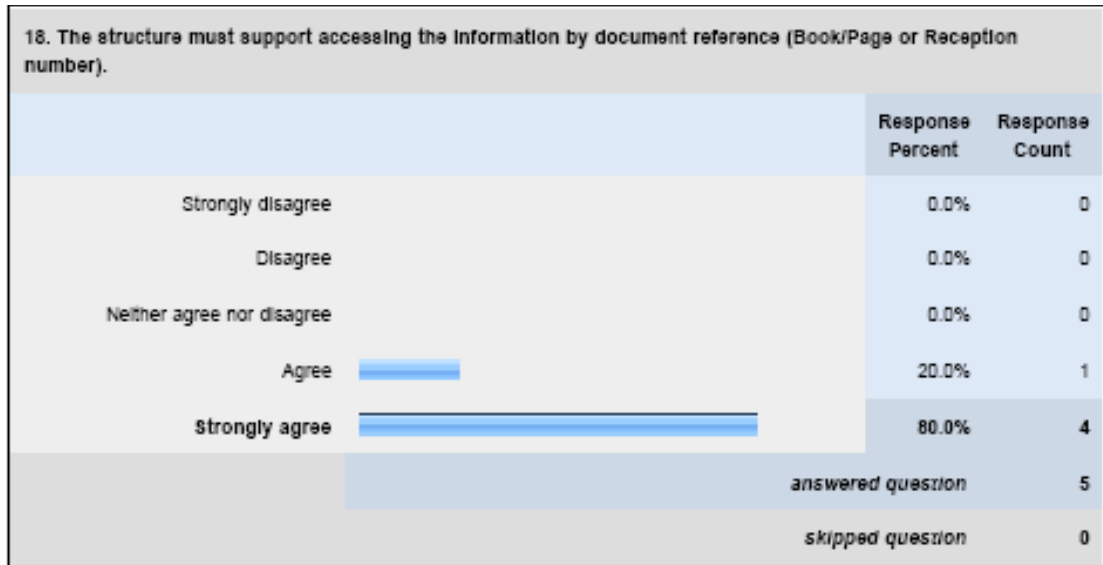 18. The structure must support accessing the information by document reference (Book/Page or Reception
number).
Response Percent Response Count
Strongly disagree 0.0% 0
Disagree 0.0% 0
Neither agree nor disagree 0.0% 0
Agree 20.0% 1
Strongly agree 80.0% 4
answered question 5
skipped question 0